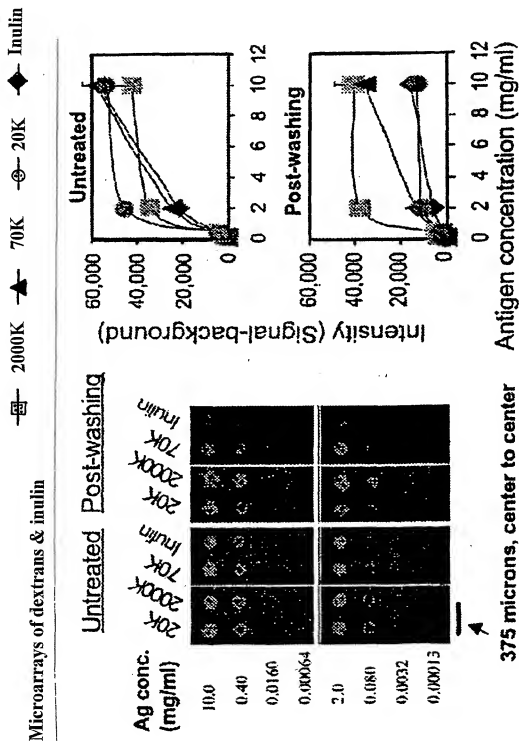 Microarrays of dextrans & inulin
2000K 70K 20K Inulin
Untreated Post-washing
20K 2000K 70K Inulin 20K 2000K 70K Inulin
Ag conc.
(mg/ml)
10.0
0.40
0.0160
0.00064
2.0
0.080
0.0032
0.00013
375 microns, center to center
Intensity (Signal-background)
Untreated
60,000
40,000
20,000
0
0 2 4 6 8 10 12
Post-washing
60,000
40,000
20,000
0
0 2 4 6 8 10 12
Antigen concentration (mg/ml)